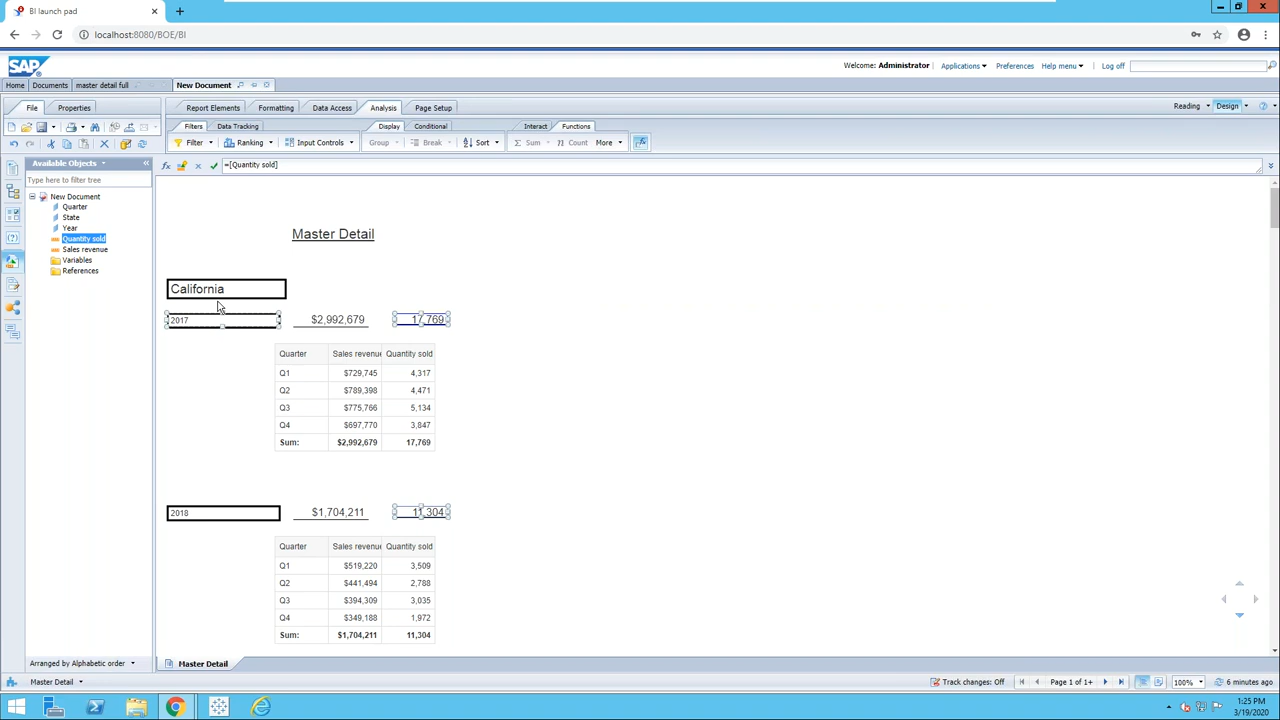 BI launch pad
localhost:8080/BOE/BI
SAP
Welcome: Administrator Applications Preferences Help menu Log off
Home Documents master detail full New Document
File Properties Report Elements Formatting Data Access Analysis Page Setup Reading Design
Filters Data Tracking Display Conditional Interact Functions
Filter Ranking Input Controls Group Break Sort Sum Count More
Available Objects =[Quantity sold]
Type here to filter tree
New Document
Quarter
State
Year
Quantity sold
Sales revenue
Variables
References
Master Detail
California
2017 $2,992,679 17,769
Quarter Sales revenue Quantity sold
Q1 $729,745 4,317
Q2 $789,398 4,471
Q3 $775,766 5,134
Q4 $697,770 3,847
Sum: $2,992,679 17,769
2018 $1,704,211 11,304
Quarter Sales revenue Quantity sold
Q1 $519,220 3,509
Q2 $441,494 2,788
Q3 $394,309 3,035
Q4 $349,188 1,972
Sum: $1,704,211 11,304
Arranged by Alphabetic order Master Detail
Master Detail Track changes: Off Page 1 of 1+ 100% 6 minutes ago
1:25 PM
3/19/2020